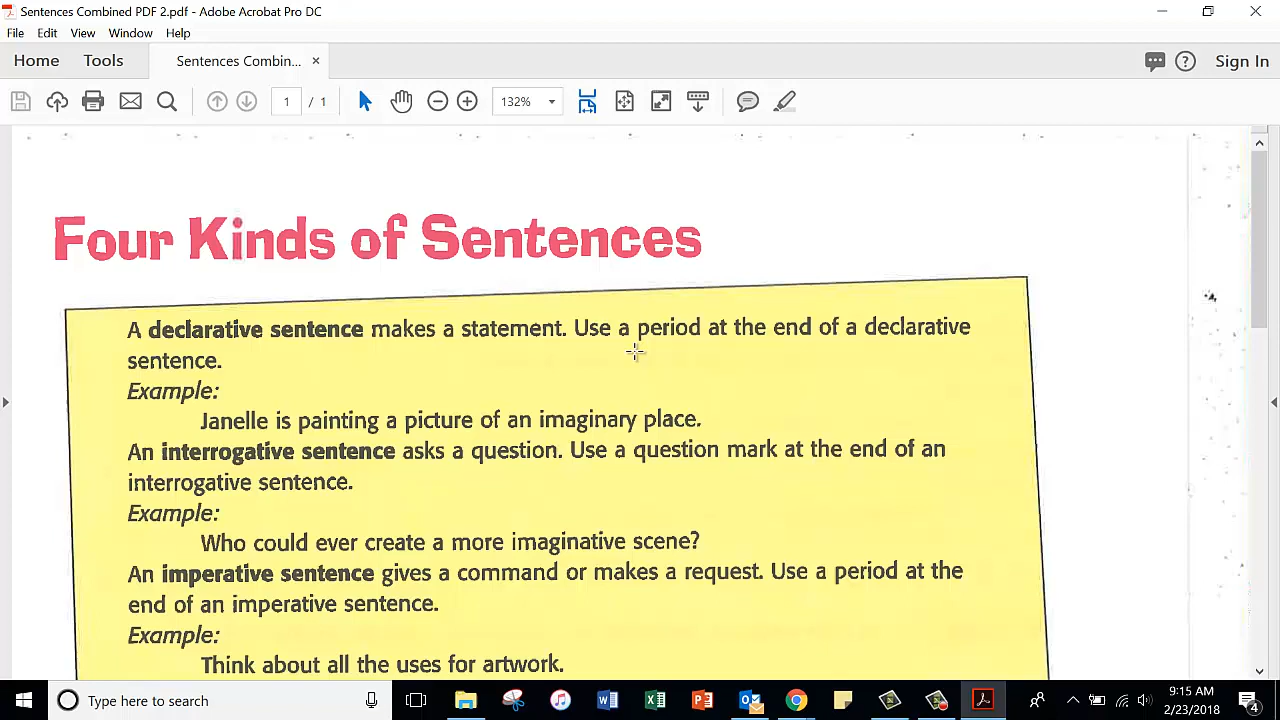 Sentences Combined PDF 2.pdf - Adobe Acrobat Pro DC
File Edit View Window Help
Home Tools Sentences Combin... × Sign In
1 / 1 132%
Four Kinds of Sentences
A declarative sentence makes a statement. Use a period at the end of a declarative
sentence.
Example:
Janelle is painting a picture of an imaginary place.
An interrogative sentence asks a question. Use a question mark at the end of an
interrogative sentence.
Example:
Who could ever create a more imaginative scene?
An imperative sentence gives a command or makes a request. Use a period at the
end of an imperative sentence.
Example:
Think about all the uses for artwork.
Type here to search
9:15 AM
2/23/2018
4